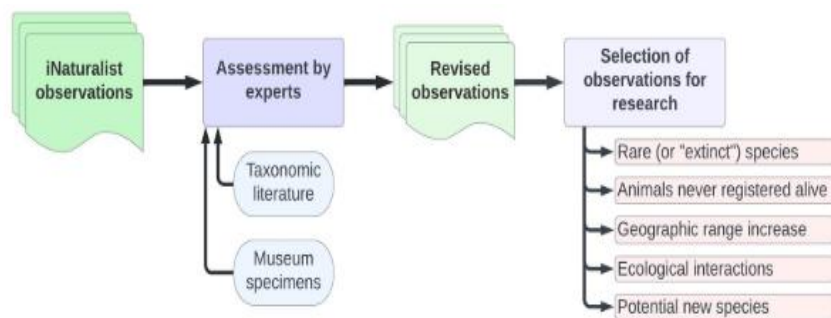 iNaturalist
observations
Assessment by
experts
Revised
observations
Selection of
observations for
research
Taxonomic
literature
Museum
specimens
Rare (or "extinct") species
Animals never registered alive
Geographic range increase
Ecological interactions
Potential new species